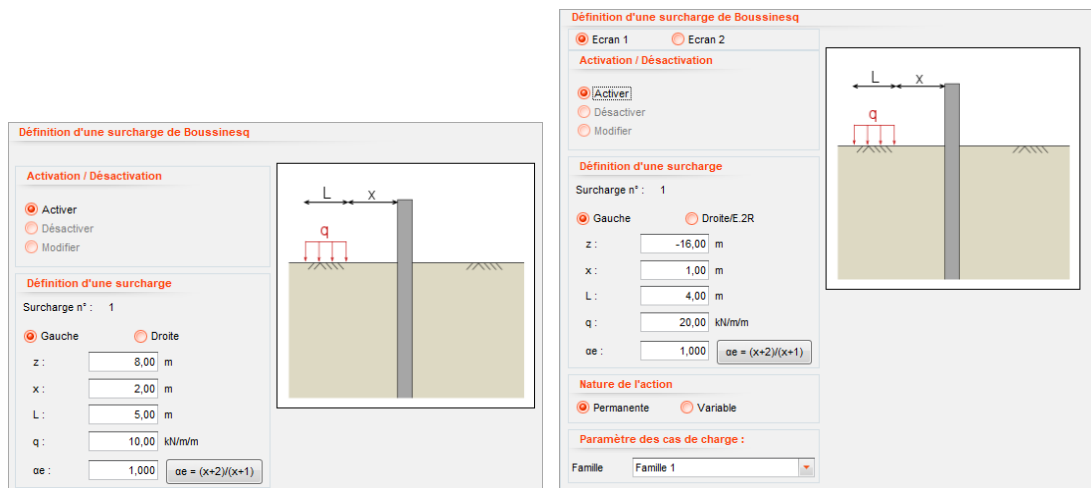 Définition d'une surcharge de Boussinesq
Activation / Désactivation
Activer
Désactiver
Modifier
Définition d'une surcharge
Surcharge n° : 1
Gauche Droite
z : 8,00 m
x : 2,00 m
L : 5,00 m
q : 10,00 kN/m/m
αe : 1,000 αe = (x+2)/(x+1)
L x
q
Définition d'une surcharge de Boussinesq
Ecran 1 Ecran 2
Activation / Désactivation
Activer
Désactiver
Modifier
Définition d'une surcharge
Surcharge n° : 1
Gauche Droite/E.2R
z : -16,00 m
x : 1,00 m
L : 4,00 m
q : 20,00 kN/m/m
αe : 1,000 αe = (x+2)/(x+1)
Nature de l'action
Permanente Variable
Paramètre des cas de charge :
Famille Famille 1
L x
q